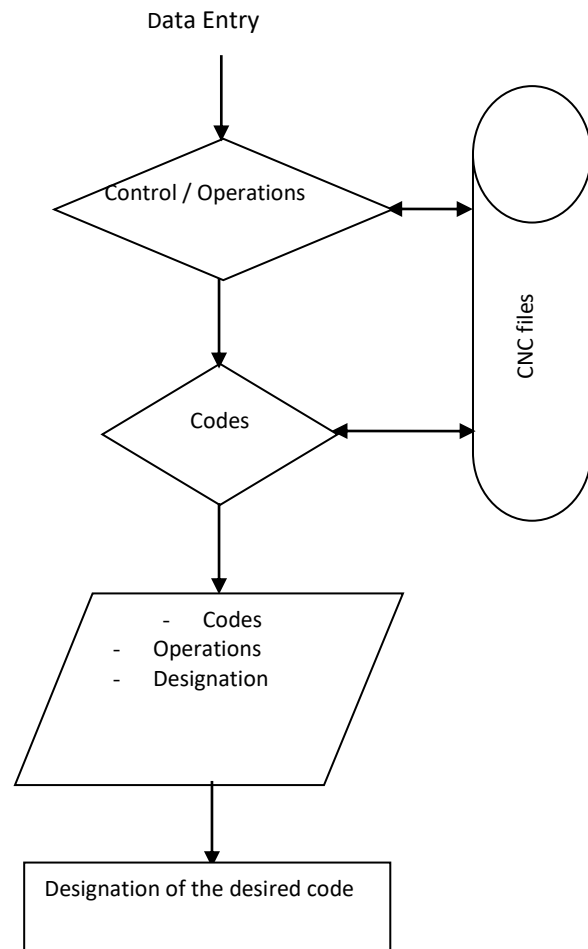 Data Entry
Control / Operations
CNC files
Codes
- Codes
- Operations
- Designation
Designation of the desired code